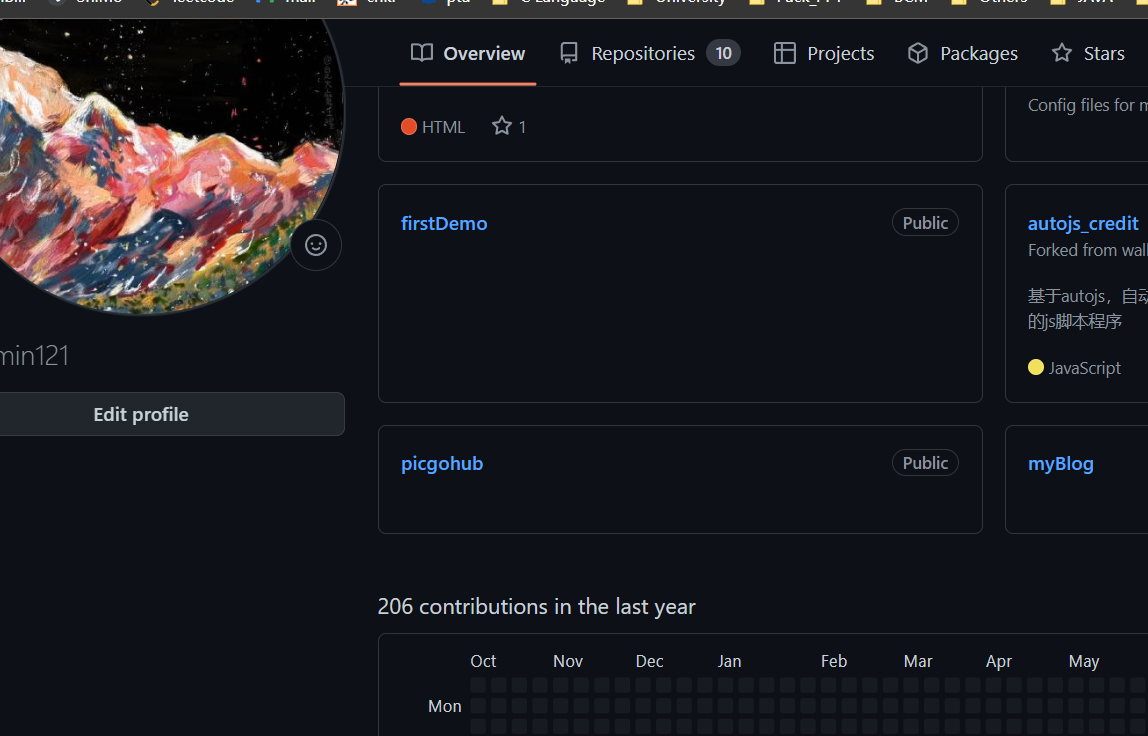 University
Others
Overview
Repositories 10
Projects
Packages
Stars
HTML
1
Config files for
firstDemo
Public
autojs_credit
Forked from
基于autojs，自动
的js脚本程序
JavaScript
min121
Edit profile
picgohub
Public
myBlog
206 contributions in the last year
Oct Nov Dec Jan Feb Mar Apr May
Mon